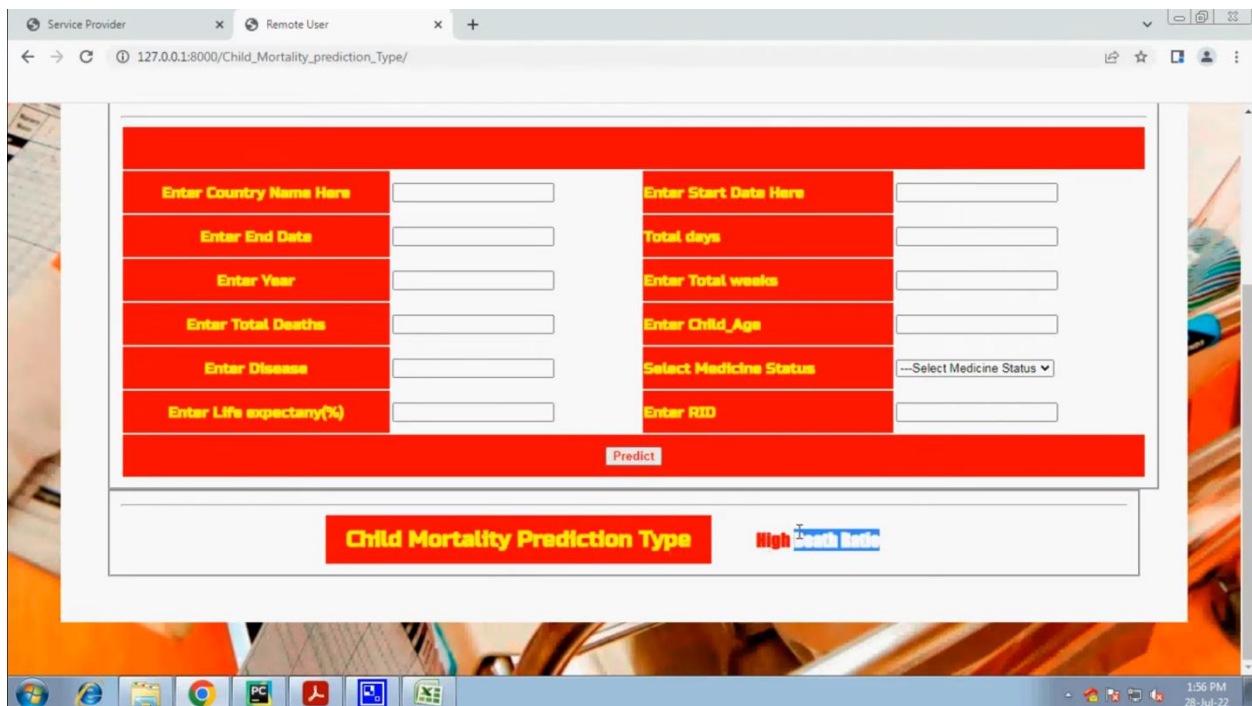 Service Provider
Remote User
127.0.0.1:8000/Child_Mortality_prediction_Type/
Enter Country Name Here
Enter Start Date Here
Enter End Date
Total days
Enter Year
Enter Total weeks
Enter Total Deaths
Enter Child_Age
Enter Disease
Select Medicine Status
---Select Medicine Status
Enter Life expectany(%)
Enter RID
Predict
Child Mortality Prediction Type
High Death Ratio
PC
1:56 PM
28-Jul-22